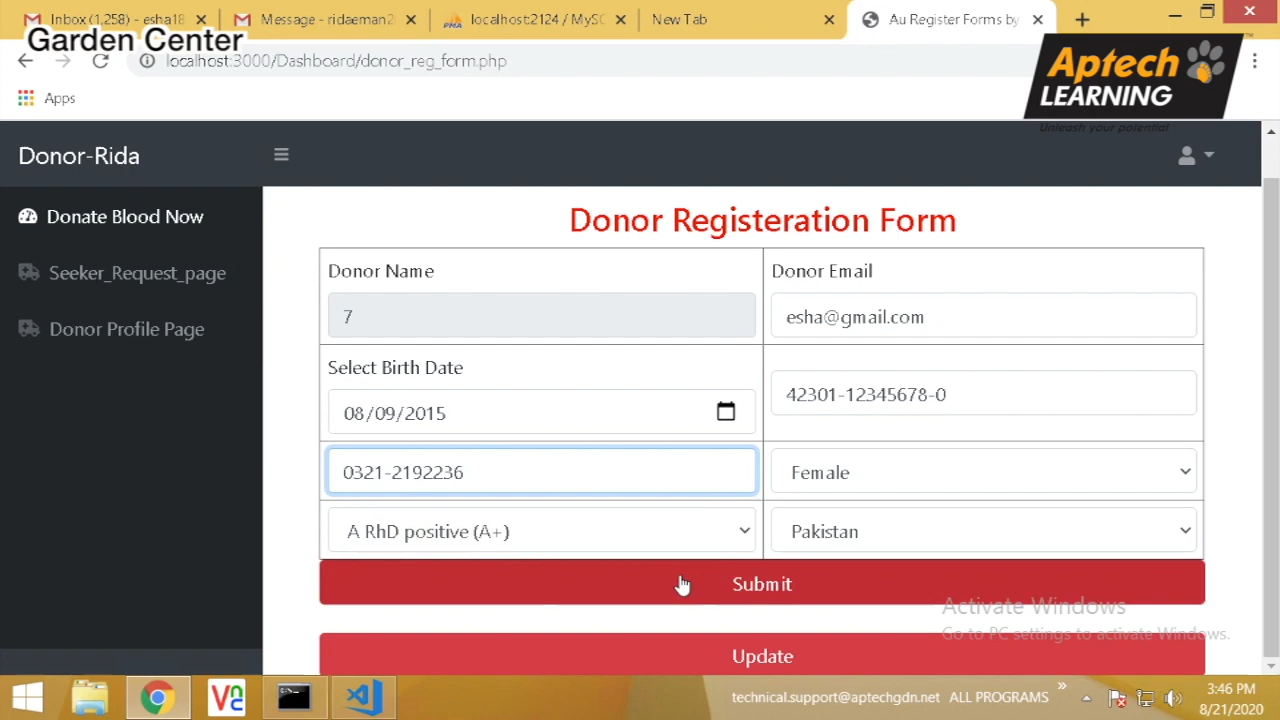 Inbox (1,258) - esha18
Message - ridaeman2
localhost:2124 / MySC
New Tab
Au Register Forms by
Garden Center
localhost:3000/Dashboard/donor_reg_form.php
Aptech
LEARNING
Unleash your potential
Apps
Donor-Rida
Donate Blood Now
Seeker_Request_page
Donor Profile Page
Donor Registeration Form
Donor Name
Donor Email
7
esha@gmail.com
Select Birth Date
08/09/2015
42301-12345678-0
0321-2192236
Female
A RhD positive (A+)
Pakistan
Submit
Activate Windows
Go to PC settings to activate Windows.
Update
technical.support@aptechgdn.net ALL PROGRAMS
3:46 PM
8/21/2020